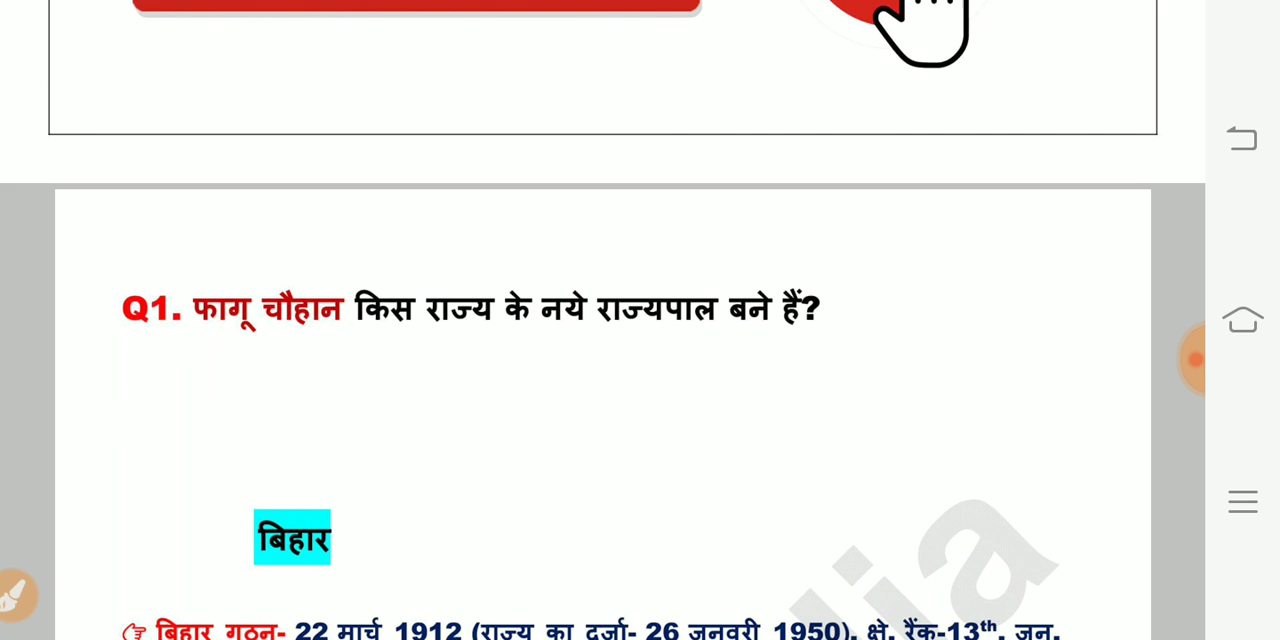 Q1. फागू चौहान किस राज्य के नये राज्यपाल बने हैं?
बिहार
☞ बिहार गठन- 22 मार्च 1912 (राज्य का दर्जा- 26 जनवरी 1950), क्षे. रैंक-13th, जन.